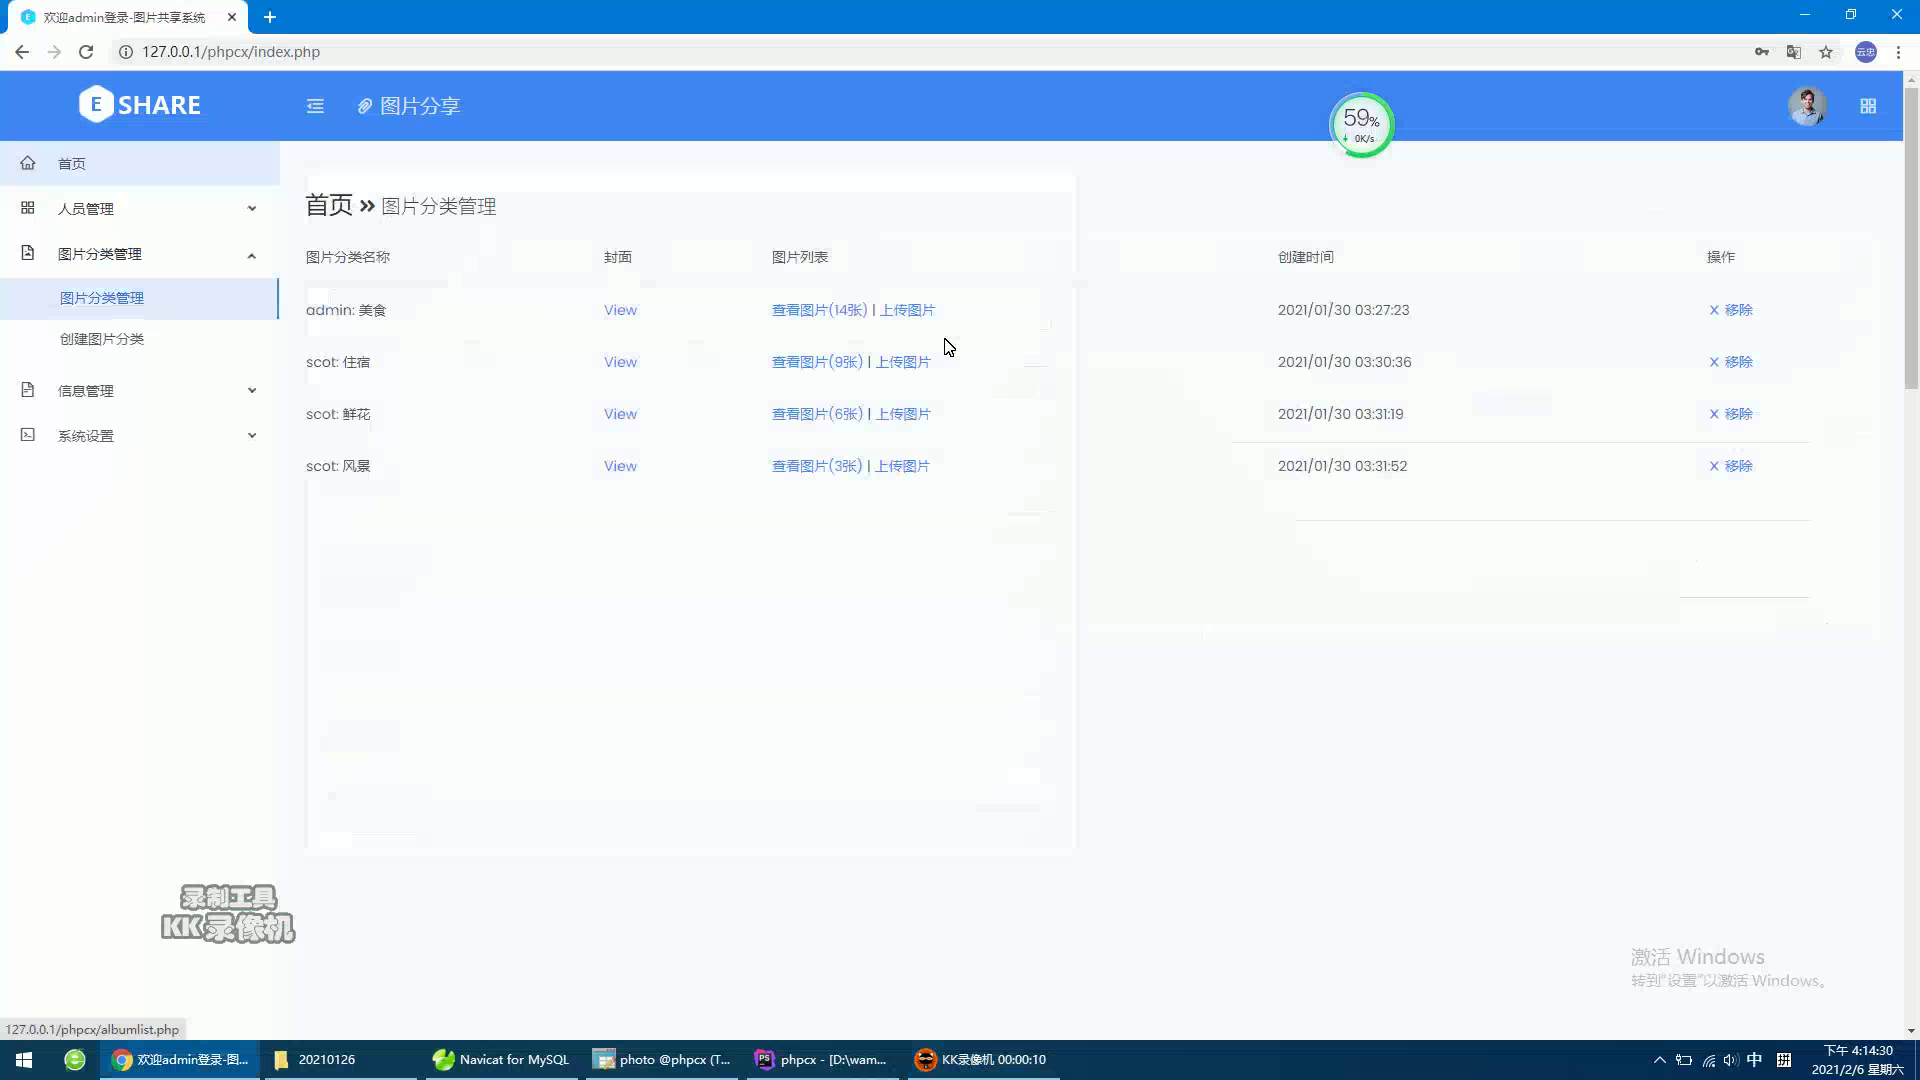 欢迎admin登录-图片共享系统
127.0.0.1/phpcx/index.php
云忠
E SHARE
图片分享
59%
0K/s
首页
人员管理
图片分类管理
图片分类管理
创建图片分类
信息管理
系统设置
首页 » 图片分类管理
图片分类名称 封面 图片列表 创建时间 操作
admin: 美食 View 查看图片(14张) | 上传图片 2021/01/30 03:27:23 X 移除
scot: 住宿 View 查看图片(9张) | 上传图片 2021/01/30 03:30:36 X 移除
scot: 鲜花 View 查看图片(6张) | 上传图片 2021/01/30 03:31:19 X 移除
scot: 风景 View 查看图片(3张) | 上传图片 2021/01/30 03:31:52 X 移除
录制工具
KK录像机
激活 Windows
转到"设置"以激活 Windows。
127.0.0.1/phpcx/albumlist.php
欢迎admin登录-图... 20210126 Navicat for MySQL photo @phpcx (T... phpcx - [D:\wam... KK录像机 00:00:10 中 拼
下午 4:14:30
2021/2/6 星期六